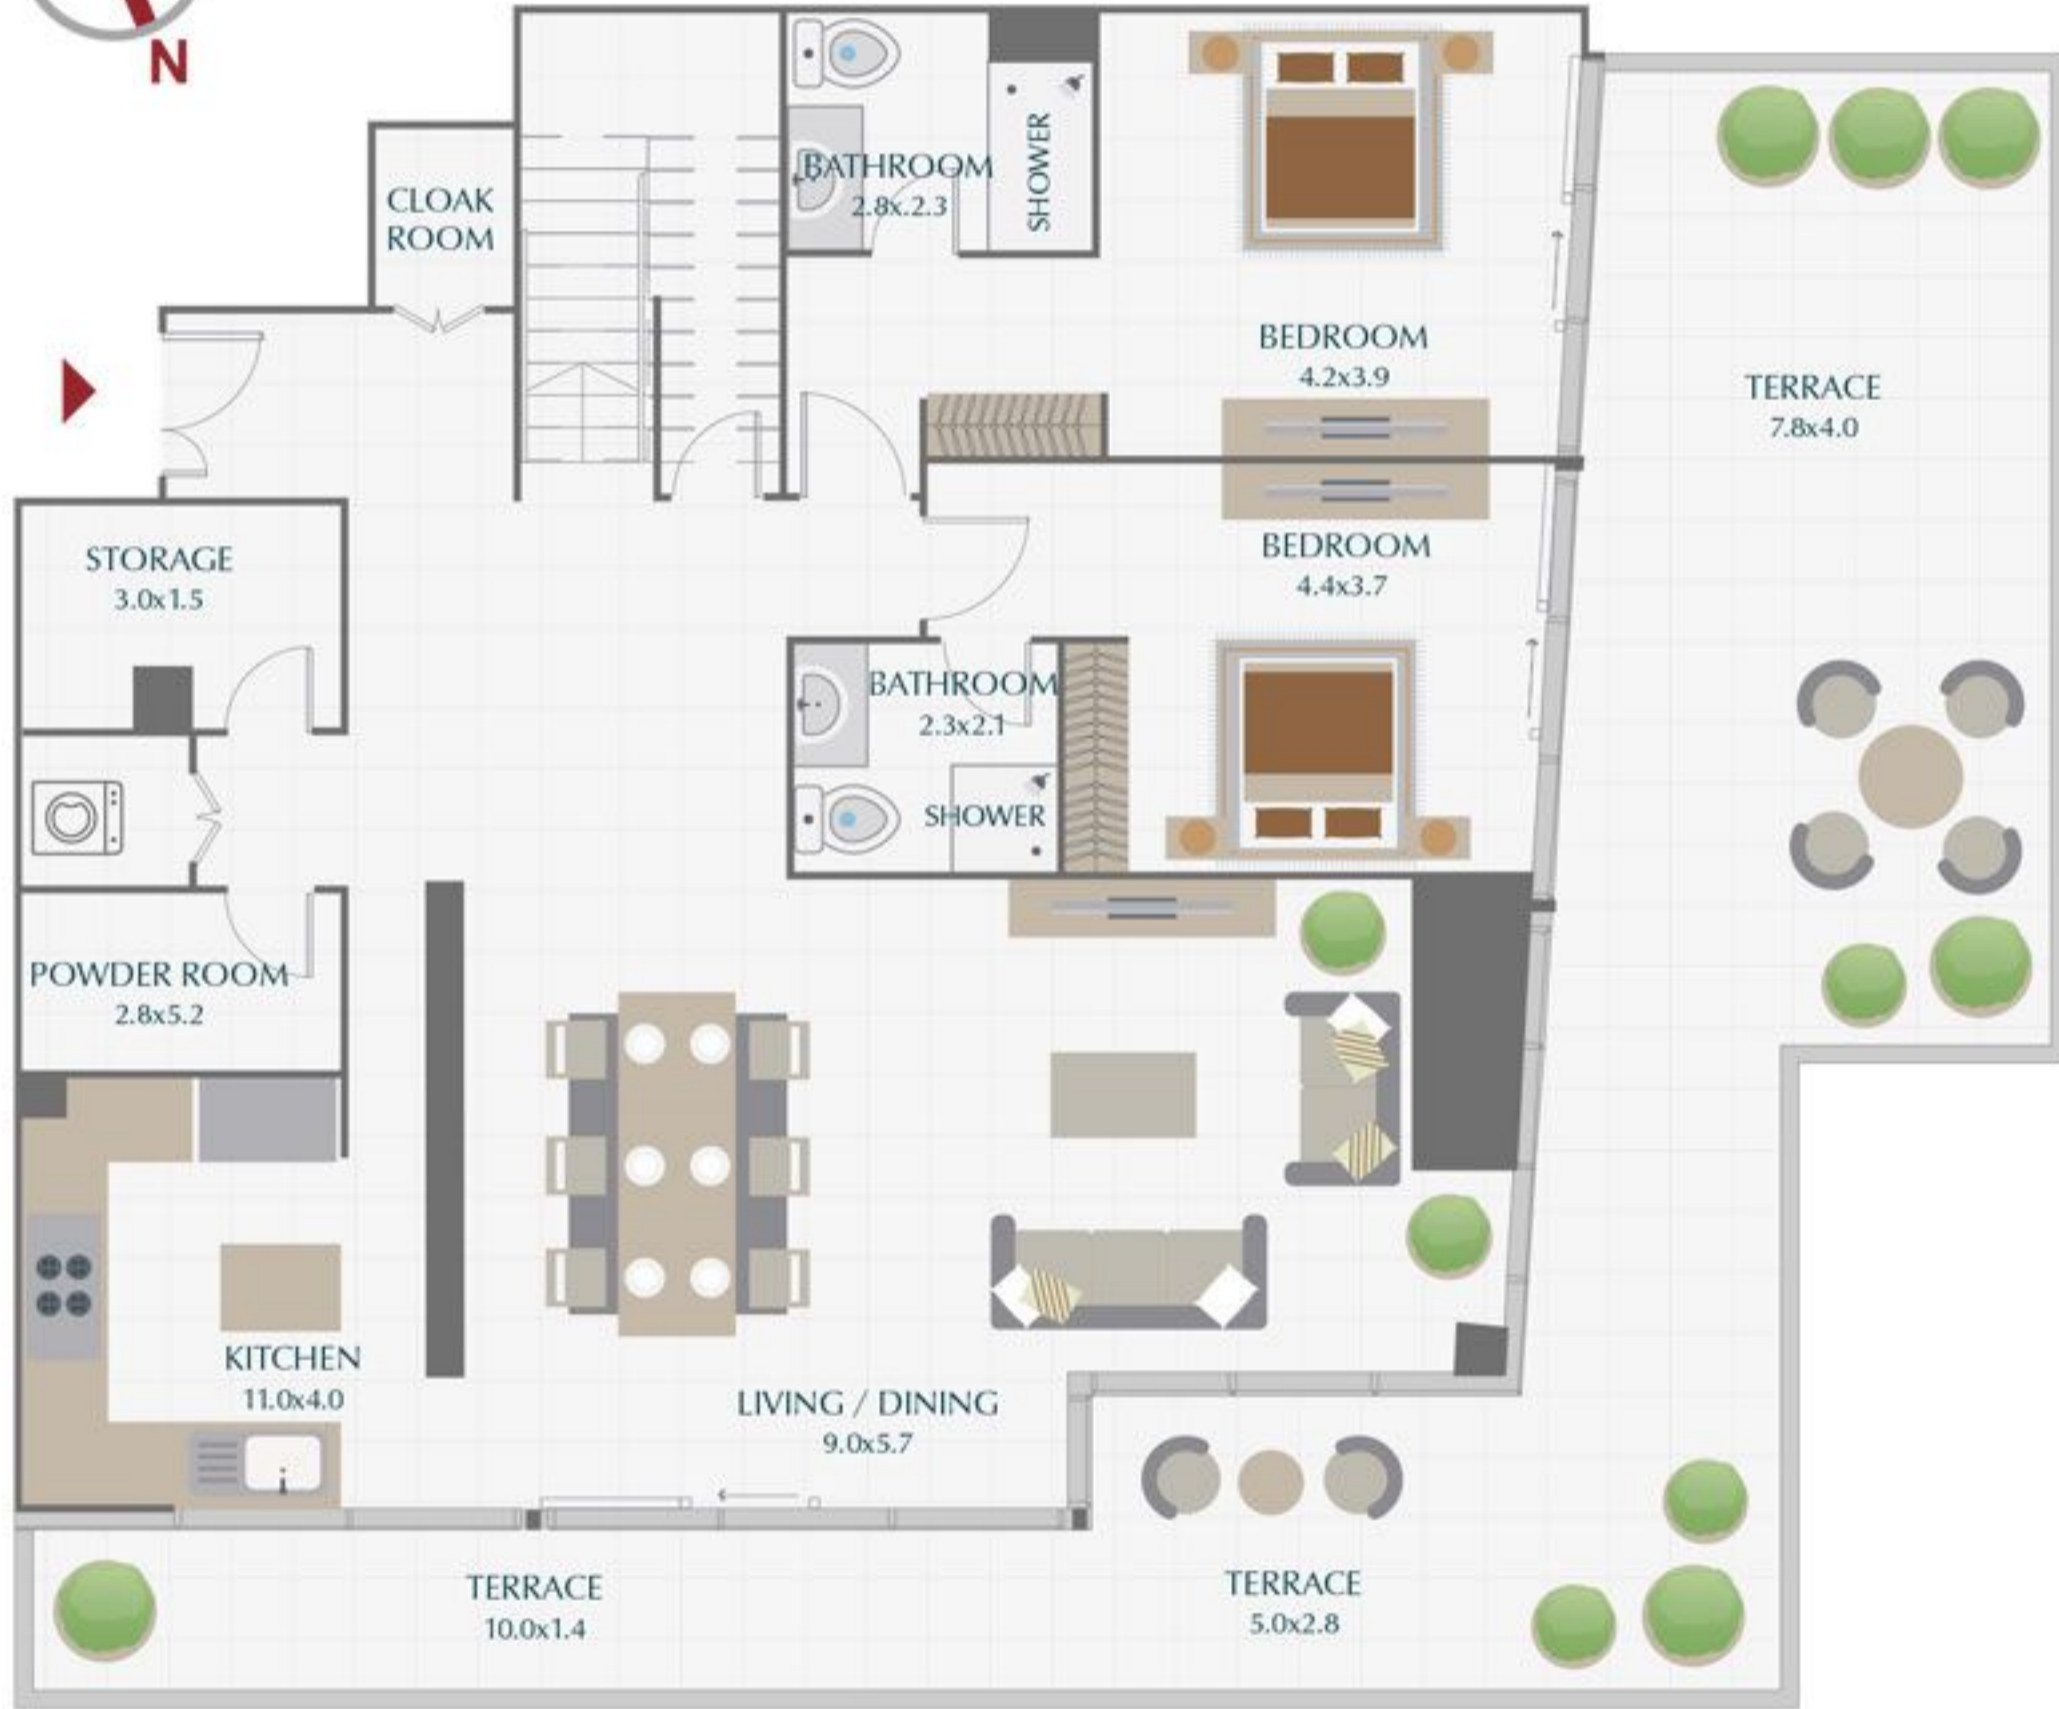 N
CLOAK
ROOM
BATHROOM
2.8x.2.3
SHOWER
BEDROOM
4.2x3.9
TERRACE
7.8x4.0
STORAGE
3.0x1.5
BEDROOM
4.4x3.7
BATHROOM
2.3x2.1
SHOWER
POWDER ROOM
2.8x5.2
KITCHEN
11.0x4.0
LIVING / DINING
9.0x5.7
TERRACE
10.0x1.4
TERRACE
5.0x2.8